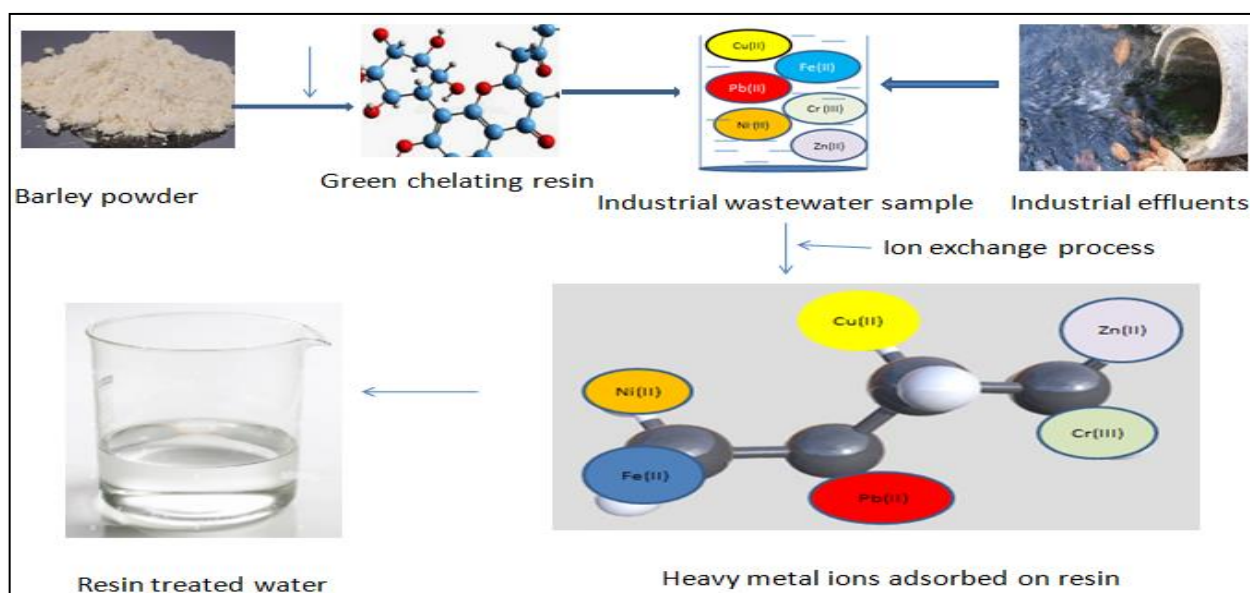 Cu(II)
Fe(II)
Pb(II)
Cr (III)
Ni (II)
Zn(II)
Barley powder
Green chelating resin
Industrial wastewater sample
Industrial effluents
Ion exchange process
Cu(II)
Zn(II)
Ni(II)
Cr(III)
Fe(II)
Pb(II)
Resin treated water
Heavy metal ions adsorbed on resin